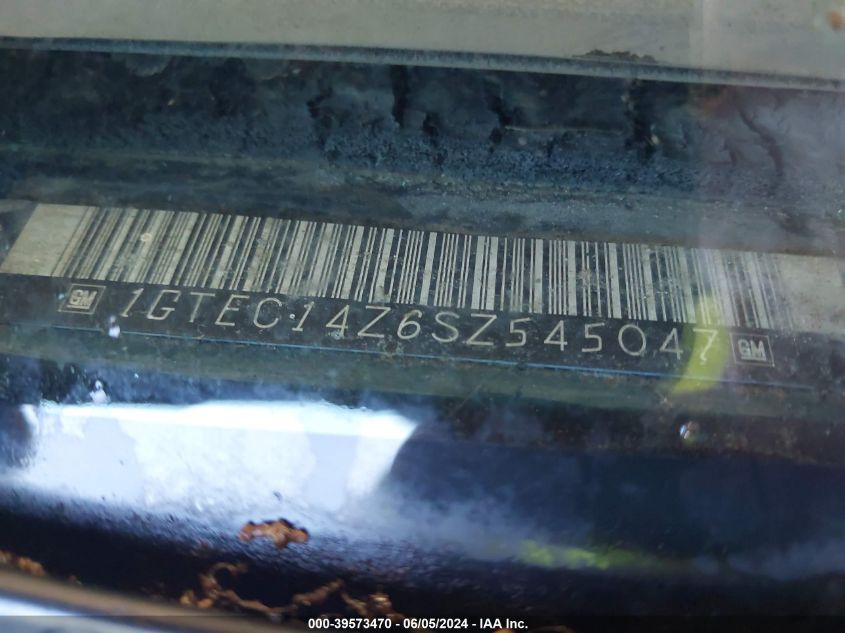 GM 1GTEC14Z6SZ545047 GM
000-39573470 - 06/05/2024 - IAA Inc.